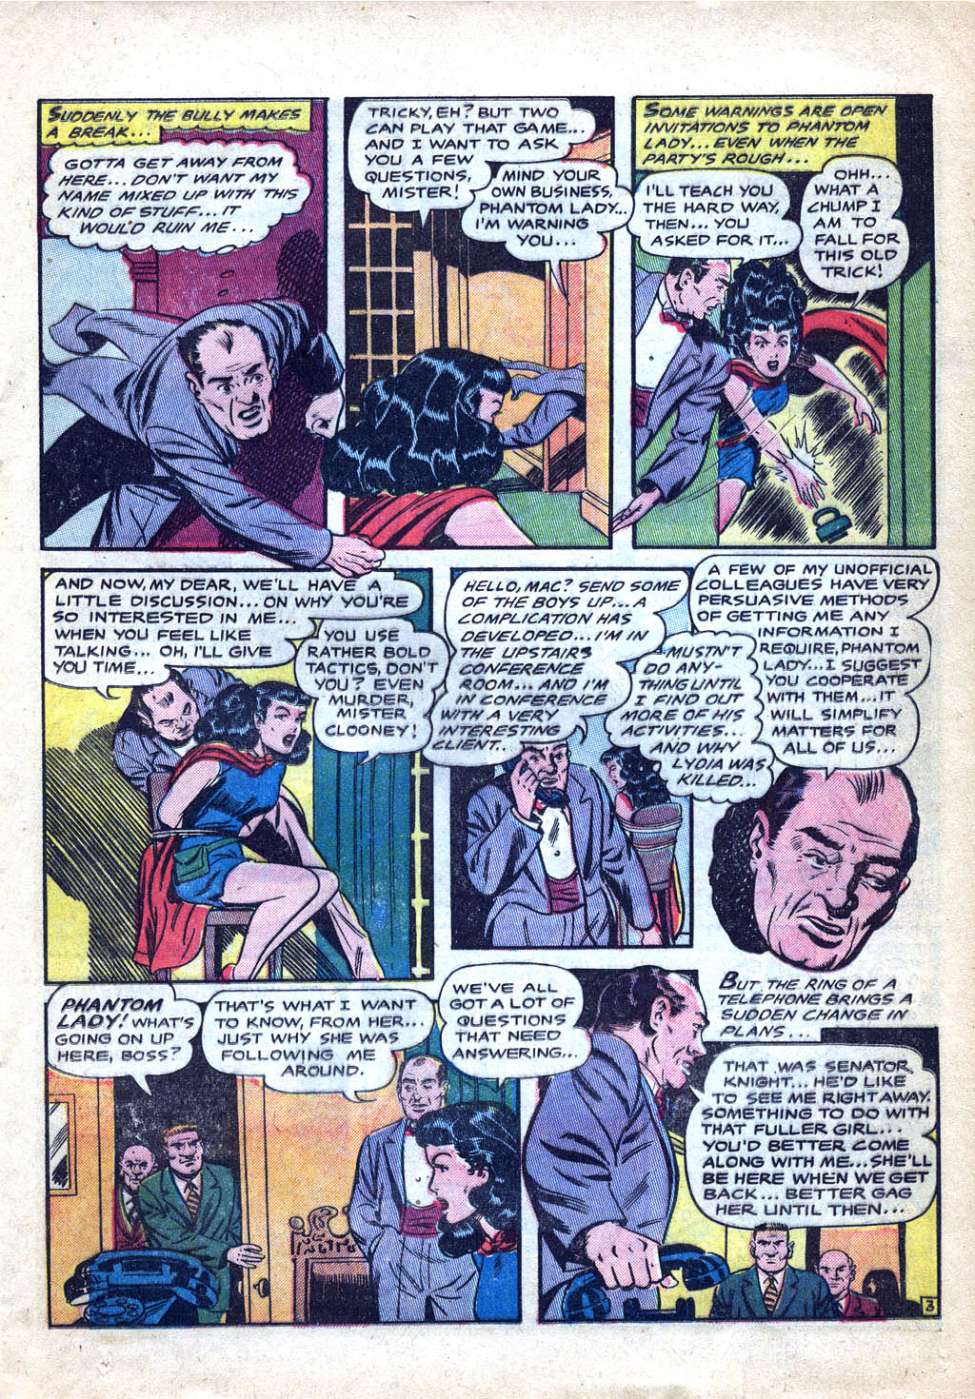 SUDDENLY THE BULLY MAKES
A BREAK...
GOTTA GET AWAY FROM
HERE... DON'T WANT MY
NAME MIXED UP WITH THIS
KIND OF STUFF... IT
WOULD RUIN ME...
TRICKY, EH? BUT TWO
CAN PLAY THAT GAME...
AND I WANT TO ASK
YOU A FEW
QUESTIONS,
MISTER!
MIND YOUR
OWN BUSINESS,
PHANTOM LADY...
I'M WARNING
YOU...
SOME WARNINGS ARE OPEN
INVITATIONS TO PHANTOM
LADY... EVEN WHEN THE
PARTY'S ROUGH...
I'LL TEACH YOU
THE HARD WAY,
THEN... YOU
ASKED FOR IT...
OHH...
WHAT A
CHUMP I
AM TO
FALL FOR
THIS OLD
TRICK!
AND NOW, MY DEAR, WE'LL HAVE A
LITTLE DISCUSSION... ON WHY YOU'RE
SO INTERESTED IN ME...
WHEN YOU FEEL LIKE
TALKING... OH, I'LL GIVE
YOU TIME...
YOU USE
RATHER BOLD
TACTICS, DON'T
YOU? EVEN
MURDER,
MISTER
CLOONEY!
HELLO, MAC? SEND SOME
OF THE BOYS UP... A
COMPLICATION HAS
DEVELOPED... I'M IN
THE UPSTAIRS
CONFERENCE
ROOM... AND I'M
IN CONFERENCE
WITH A VERY
INTERESTING
CLIENT..
MUSTN'T
DO ANY-
THING UNTIL
I FIND OUT
MORE OF HIS
ACTIVITIES...
AND WHY
LYDIA WAS
KILLED...
A FEW OF MY UNOFFICIAL
COLLEAGUES HAVE VERY
PERSUASIVE METHODS
OF GETTING ME ANY
INFORMATION I
REQUIRE, PHANTOM
LADY... I SUGGEST
YOU COOPERATE
WITH THEM... IT
WILL SIMPLIFY
MATTERS FOR
ALL OF US...
PHANTOM
LADY! WHAT'S
GOING ON UP
HERE, BOSS?
THAT'S WHAT I WANT
TO KNOW, FROM HER...
JUST WHY SHE WAS
FOLLOWING ME
AROUND.
WE'VE ALL
GOT A LOT OF
QUESTIONS
THAT NEED
ANSWERING...
BUT THE RING OF A
TELEPHONE BRINGS A
SUDDEN CHANGE IN
PLANS...
THAT WAS SENATOR
KNIGHT... HE'D LIKE
TO SEE ME RIGHT AWAY.
SOMETHING TO DO WITH
THAT FULLER GIRL...
YOU'D BETTER COME
ALONG WITH ME... SHE'LL
BE HERE WHEN WE GET
BACK... BETTER GAG
HER UNTIL THEN...
3